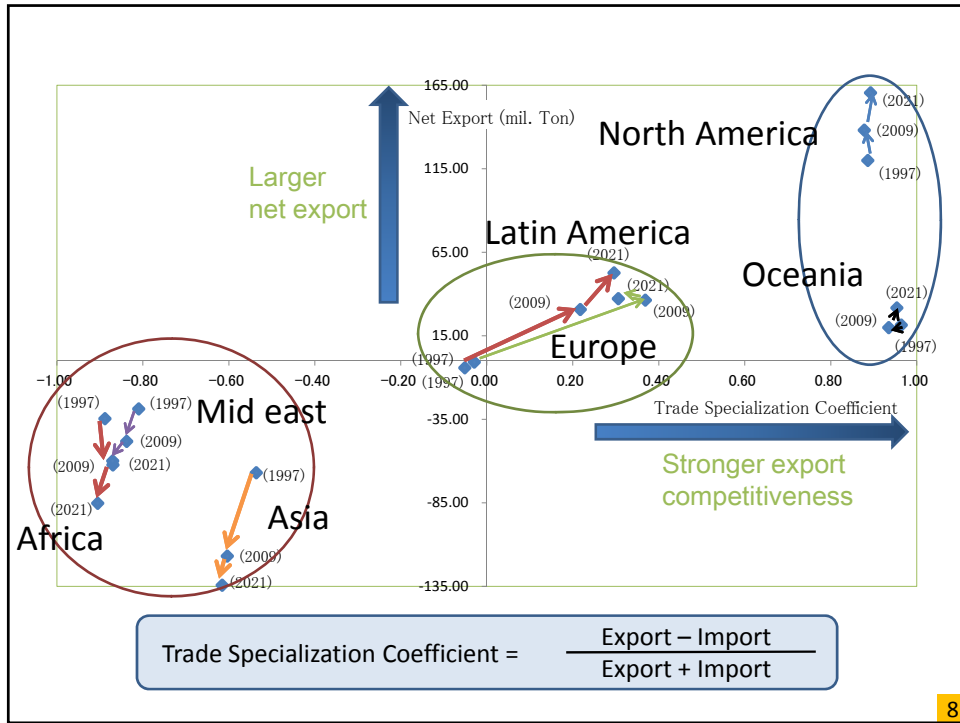 165.00
Net Export (mil. Ton)
(2021)
North America
(2009)
115.00
(1997)
Larger
net export
Latin America
65.00
(2021)
Oceania
(2021)
(2021)
(2009)
(2009)
(2009)
15.00
Europe
(1997)
(1997)
(1997)
−1.00
−0.80
−0.60
−0.40
−0.20
0.00
0.20
0.40
0.60
0.80
1.00
(1997)
(1997)
Mid east
Trade Specialization Coefficient
-35.00
(2009)
(2009)
(2021)
Stronger export
competitiveness
(1997)
-85.00
(2021)
Africa
Asia
(2009)
(2021)
-135.00
Trade Specialization Coefficient =
Export – Import
Export + Import
8